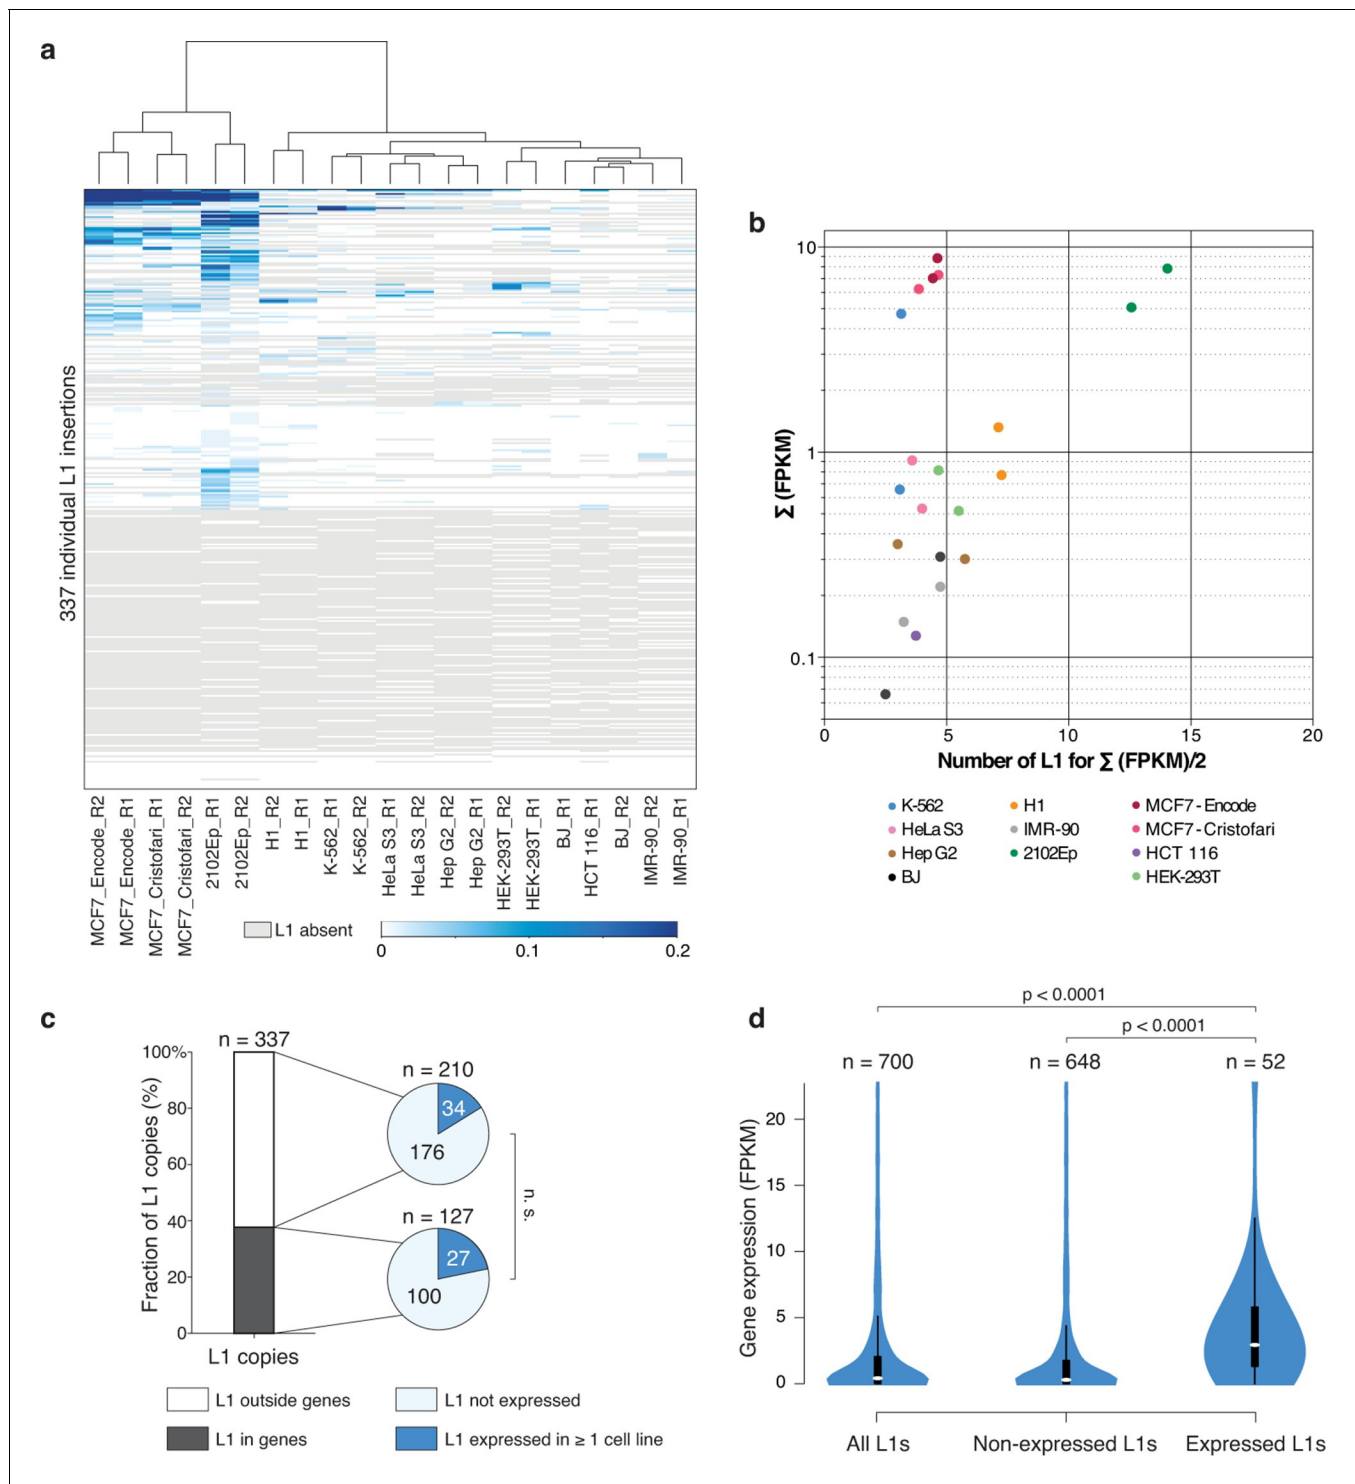 a
337 individual L1 insertions
MCF7_Encode_R2
MCF7_Encode_R1
MCF7_Cristofari_R1
MCF7_Cristofari_R2
2102Ep_R1
2102Ep_R2
H1_R2
H1_R1
K-562_R1
K-562_R2
HeLa S3_R1
HeLa S3_R2
Hep G2_R2
Hep G2_R1
HEK-293T_R2
HEK-293T_R1
BJ_R1
HCT 116_R1
BJ_R2
IMR-90_R2
IMR-90_R1
L1 absent
0
0.1
0.2
b
Σ (FPKM)
10
1
0.1
0
5
10
15
20
Number of L1 for Σ (FPKM)/2
K-562
HeLa S3
Hep G2
BJ
H1
IMR-90
2102Ep
MCF7 - Encode
MCF7 - Cristofari
HCT 116
HEK-293T
c
Fraction of L1 copies (%)
100%
80
60
40
20
0
n = 337
L1 copies
n = 210
34
176
n = 127
27
100
n. s.
L1 outside genes
L1 in genes
L1 not expressed
L1 expressed in ≥ 1 cell line
d
p < 0.0001
p < 0.0001
n = 700
n = 648
n = 52
Gene expression (FPKM)
20
15
10
5
0
All L1s
Non-expressed L1s
Expressed L1s